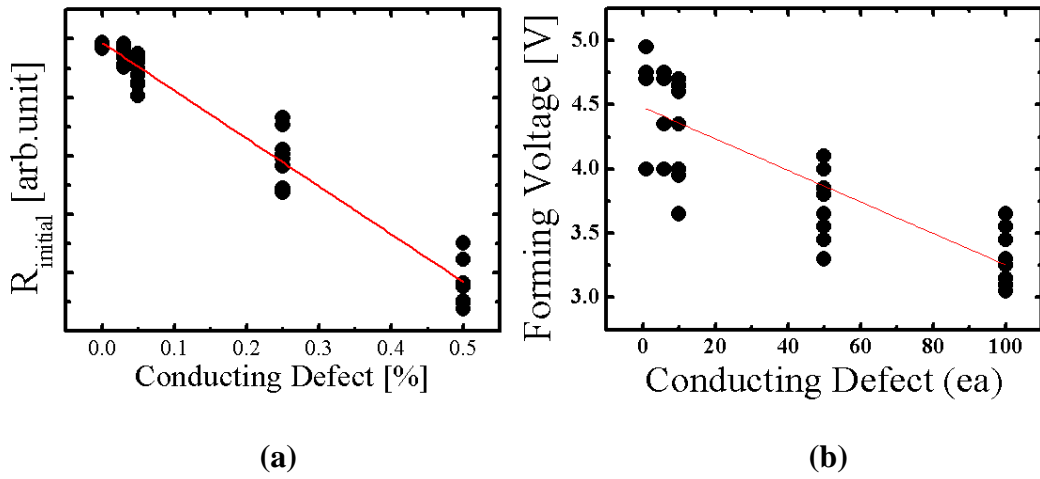 R_initial [arb.unit]
0.0 0.1 0.2 0.3 0.4 0.5
Conducting Defect [%]
(a)
Forming Voltage [V]
5.0
4.5
4.0
3.5
3.0
0 20 40 60 80 100
Conducting Defect (ea)
(b)